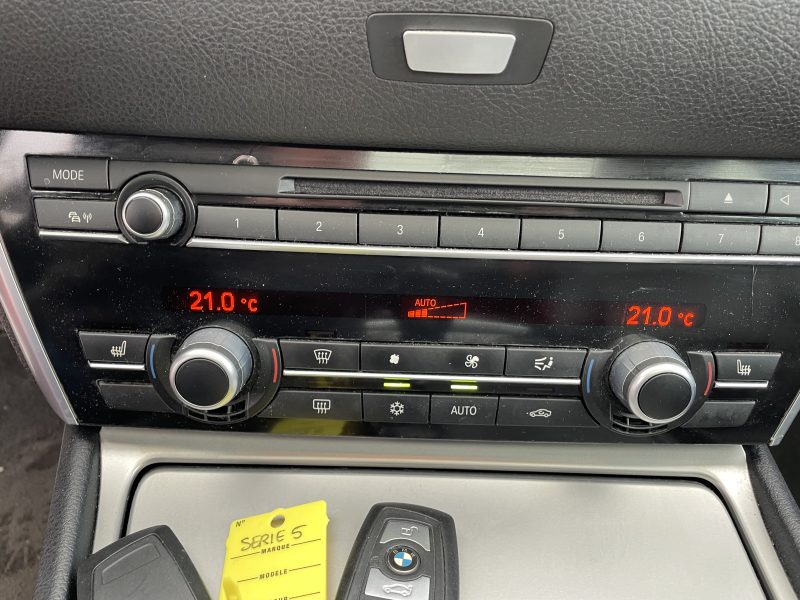 MODE
1 2 3 4 5 6 7 8
21.0 °C AUTO 21.0 °C
AUTO
N°
SERIE 5
MARQUE
MODELE
BMW